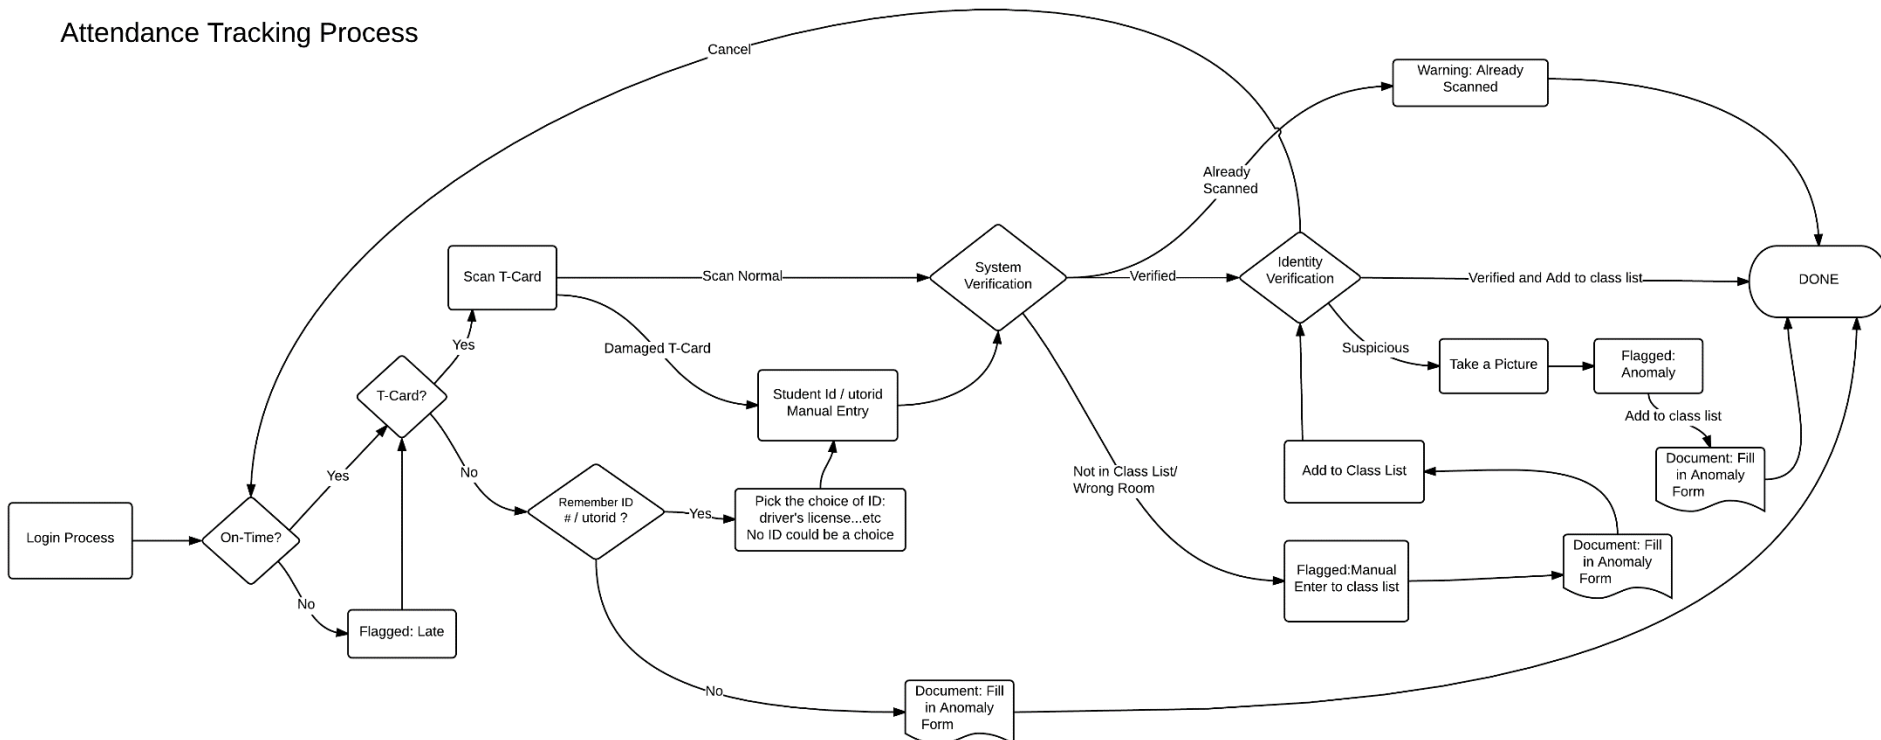 Attendance Tracking Process
Cancel
Warning: Already
Scanned
Already
Scanned
Scan T-Card
Scan Normal
System
Verification
Verified
Identity
Verification
Verified and Add to class list
DONE
Yes
Damaged T-Card
Suspicious
Take a Picture
Flagged:
Anomaly
T-Card?
Student Id / utorid
Manual Entry
Add to class list
Yes
No
Not in Class List/
Wrong Room
Add to Class List
Document: Fill
in Anomaly
Form
Login Process
On-Time?
Remember ID
# / utorid ?
Yes
Pick the choice of ID:
driver's license...etc
No ID could be a choice
Document: Fill
in Anomaly
Form
Flagged:Manual
Enter to class list
No
Flagged: Late
No
Document: Fill
in Anomaly
Form